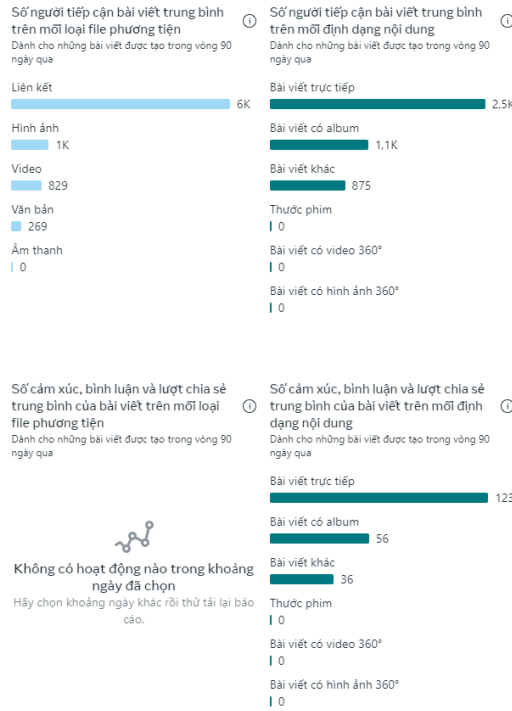 Số người tiếp cận bài viết trung bình
trên mỗi loại file phương tiện
Dành cho những bài viết được tạo trong vòng 90
ngày qua
Liên kết
6K
Hình ảnh
1K
Video
829
Văn bản
269
Âm thanh
0
Số người tiếp cận bài viết trung bình
trên mỗi định dạng nội dung
Dành cho những bài viết được tạo trong vòng 90
ngày qua
Bài viết trực tiếp
2,5K
Bài viết có album
1,1K
Bài viết khác
875
Thước phim
0
Bài viết có video 360°
0
Bài viết có hình ảnh 360°
0
Số cảm xúc, bình luận và lượt chia sẻ
trung bình của bài viết trên mỗi loại
file phương tiện
Dành cho những bài viết được tạo trong vòng 90
ngày qua
Không có hoạt động nào trong khoảng
ngày đã chọn
Hãy chọn khoảng ngày khác rồi thử tải lại báo
cáo.
Số cảm xúc, bình luận và lượt chia sẻ
trung bình của bài viết trên mỗi định
dạng nội dung
Dành cho những bài viết được tạo trong vòng 90
ngày qua
Bài viết trực tiếp
123
Bài viết có album
56
Bài viết khác
36
Thước phim
0
Bài viết có video 360°
0
Bài viết có hình ảnh 360°
0